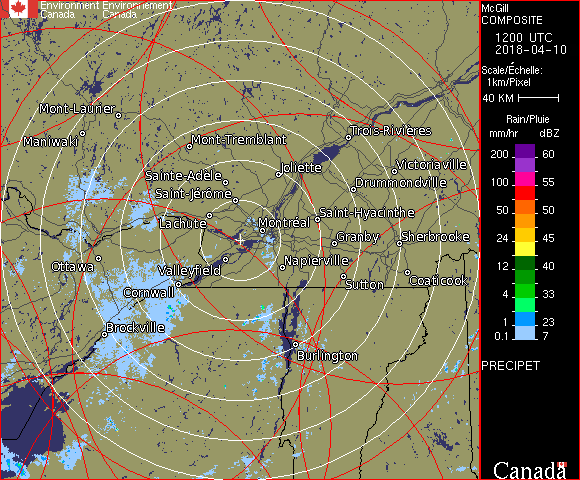 Environment Environnement
Canada Canada
McGill
COMPOSITE
1200 UTC
2018-04-10
Scale/Échelle:
1km/Pixel
40 KM
Rain/Pluie
mm/hr dBZ
200 60
100 55
75 53
50 50
24 45
12 40
4 33
1 23
0.1 7
PRECIPET
Canada
Mont-Laurier
Maniwaki
Mont-Tremblant
Trois-Rivières
Joliette
Victoriaville
Sainte-Adèle
Drummondville
Saint-Jérôme
Saint-Hyacinthe
Lachute
Montréal
Granby
Sherbrooke
Ottawa
Valleyfield
Napierville
Cornwall
Sutton
Coaticook
Brockville
Burlington